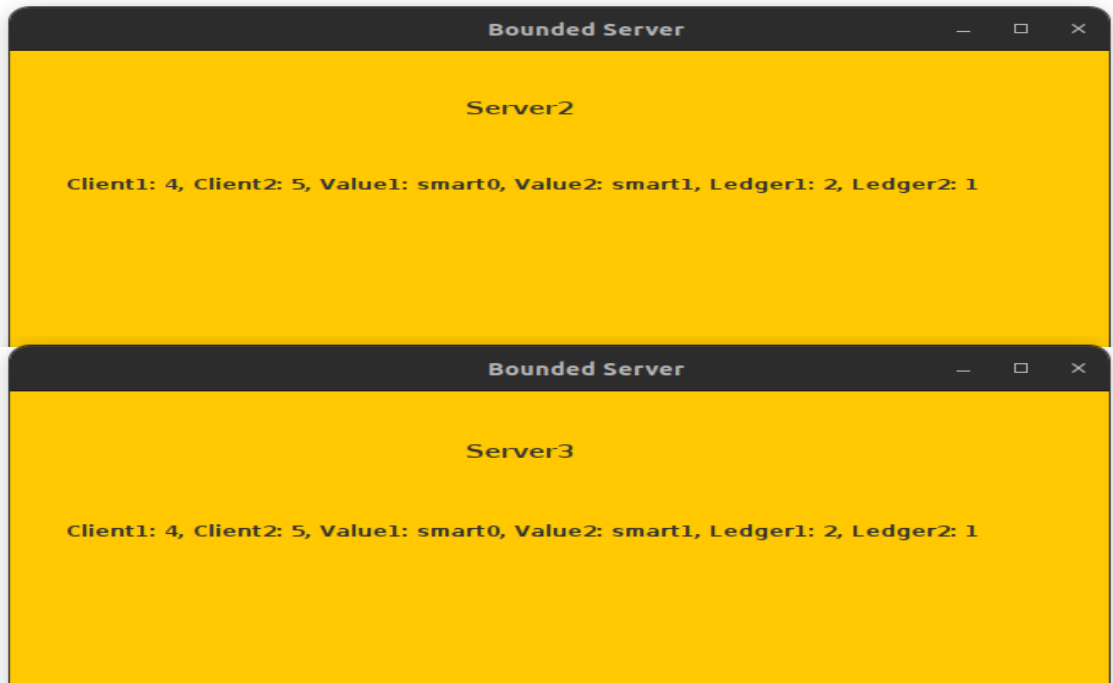 Bounded Server
Server2
Client1: 4, Client2: 5, Value1: smart0, Value2: smart1, Ledger1: 2, Ledger2: 1
Bounded Server
Server3
Client1: 4, Client2: 5, Value1: smart0, Value2: smart1, Ledger1: 2, Ledger2: 1